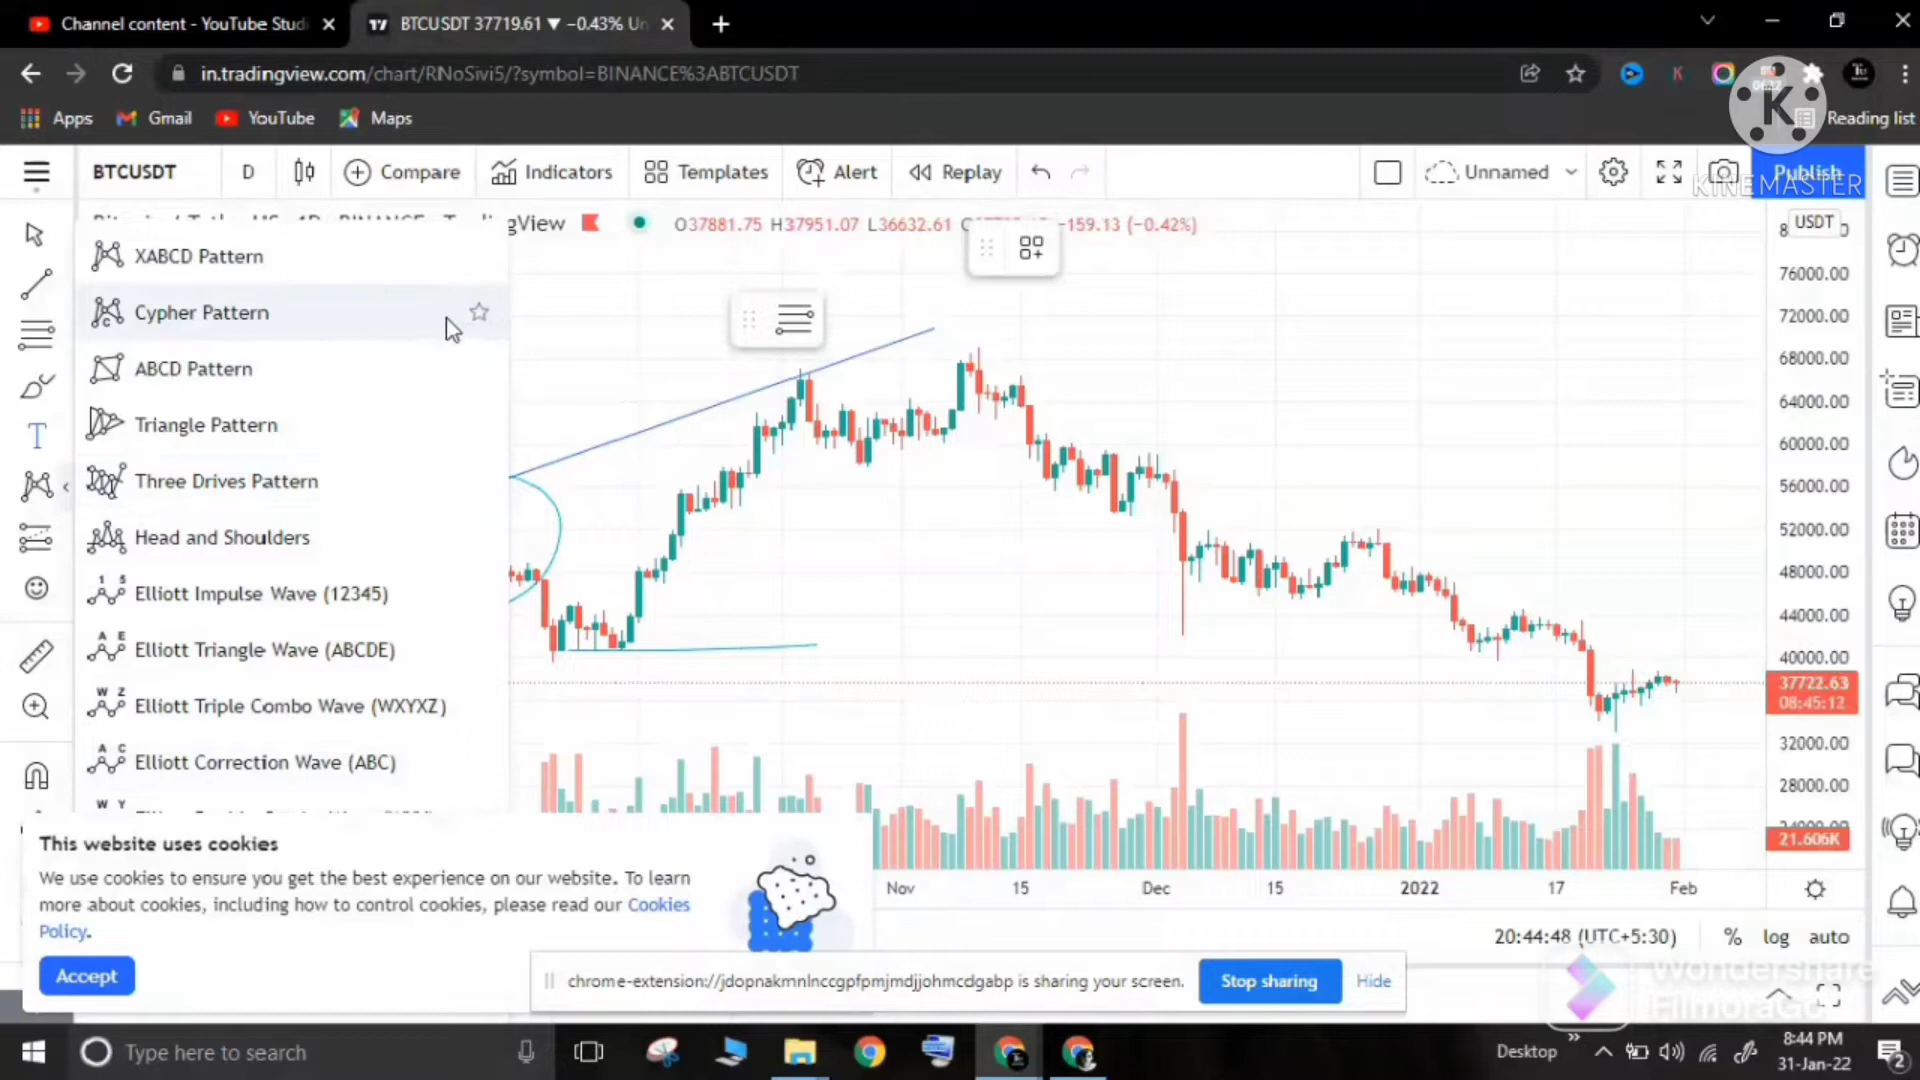 Channel content - YouTube Studi
BTCUSDT 37719.61 ▼ −0.43% Un
in.tradingview.com/chart/RlNoSivi5/?symbol=BINANCE%3ABTCUSDT
Apps
Gmail
YouTube
Maps
Reading list
K
KINEMASTER
BTCUSDT
D
Compare
Indicators
Templates
Alert
Replay
Unnamed
Publish
gView
O37881.75 H37951.07 L36632.61
−159.13 (−0.42%)
USDT
XABCD Pattern
Cypher Pattern
ABCD Pattern
Triangle Pattern
Three Drives Pattern
Head and Shoulders
Elliott Impulse Wave (12345)
Elliott Triangle Wave (ABCDE)
Elliott Triple Combo Wave (WXYXZ)
Elliott Correction Wave (ABC)
76000.00
72000.00
68000.00
64000.00
60000.00
56000.00
52000.00
48000.00
44000.00
40000.00
37722.63
08:45:12
32000.00
28000.00
21.606K
Nov
15
Dec
15
2022
17
Feb
This website uses cookies
We use cookies to ensure you get the best experience on our website. To learn
more about cookies, including how to control cookies, please read our Cookies
Policy.
Accept
20:44:48 (UTC+5:30)
%
log
auto
chrome-extension://jdopnakmnlnccgpfpmjmdjjohmcdgabp is sharing your screen.
Stop sharing
Hide
Wondershare
FilmoraGo
Type here to search
Desktop
8:44 PM
31-Jan-22
2